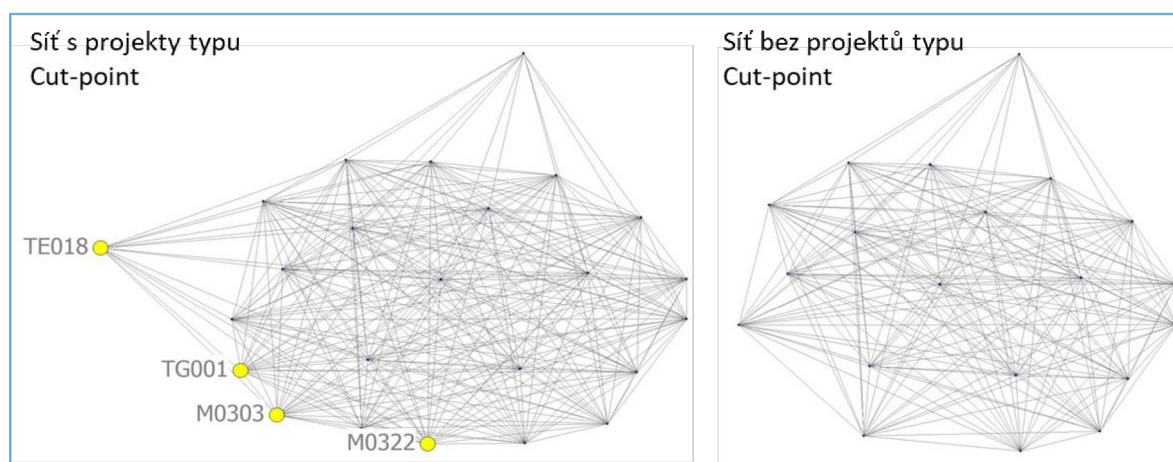 Síť s projekty typu
Cut-point
Síť bez projektů typu
Cut-point
TE018
TG001
M0303
M0322